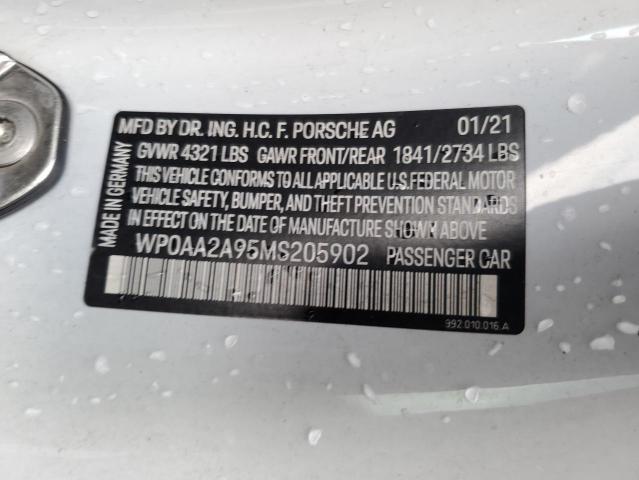 MFD BY DR. ING. H.C. F. PORSCHE AG 01/21
GVWR 4321 LBS GAWR FRONT/REAR 1841/2734 LBS
THIS VEHICLE CONFORMS TO ALL APPLICABLE U.S. FEDERAL MOTOR
VEHICLE SAFETY, BUMPER, AND THEFT PREVENTION STANDARDS
IN EFFECT ON THE DATE OF MANUFACTURE SHOWN ABOVE
WP0AA2A95MS205902 PASSENGER CAR
992.010.016.A
MADE IN GERMANY